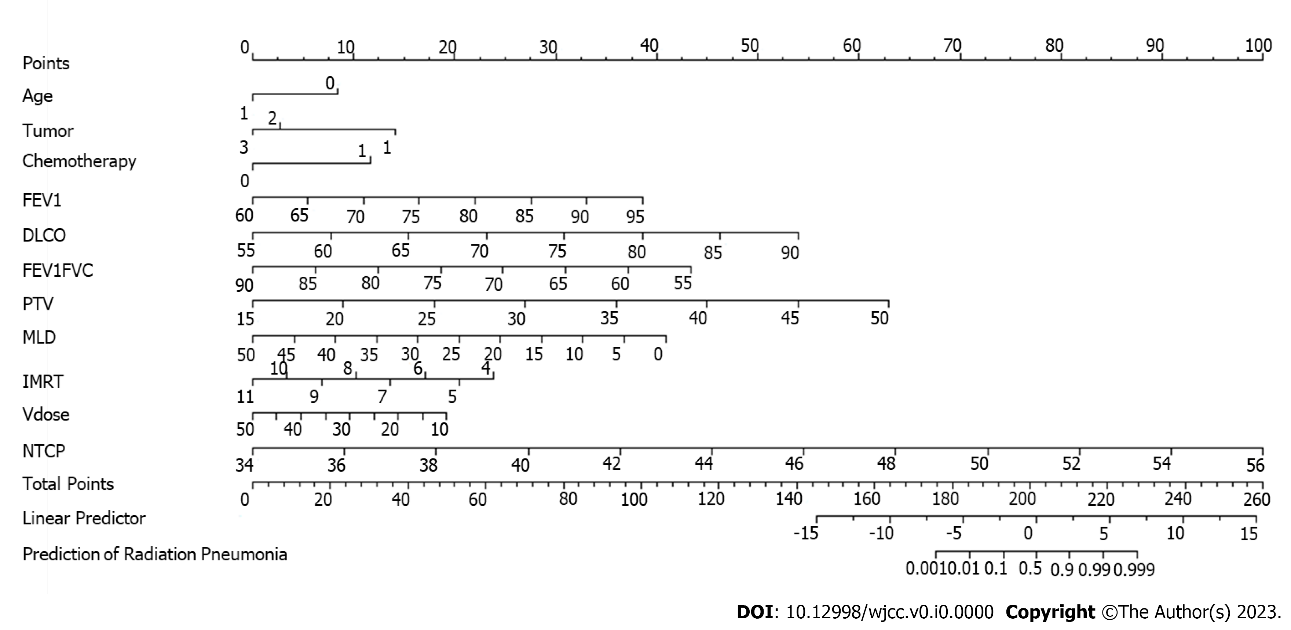 0 10 20 30 40 50 60 70 80 90 100
Points
0
Age
1
2
Tumor
3 1
1
Chemotherapy
0
FEV1
60 65 70 75 80 85 90 95
DLCO
55 60 65 70 75 80 85 90
FEV1FVC
90 85 80 75 70 65 60 55
PTV
15 20 25 30 35 40 45 50
MLD
50 45 40 35 30 25 20 15 10 5 0
10 8 6 4
IMRT
11 9 7 5
Vdose
50 40 30 20 10
NTCP
34 36 38 40 42 44 46 48 50 52 54 56
Total Points
0 20 40 60 80 100 120 140 160 180 200 220 240 260
Linear Predictor
-15 -10 -5 0 5 10 15
Prediction of Radiation Pneumonia
0.001 0.01 0.1 0.5 0.9 0.99 0.999
DOI: 10.12998/wjcc.v0.i0.0000 Copyright ©The Author(s) 2023.